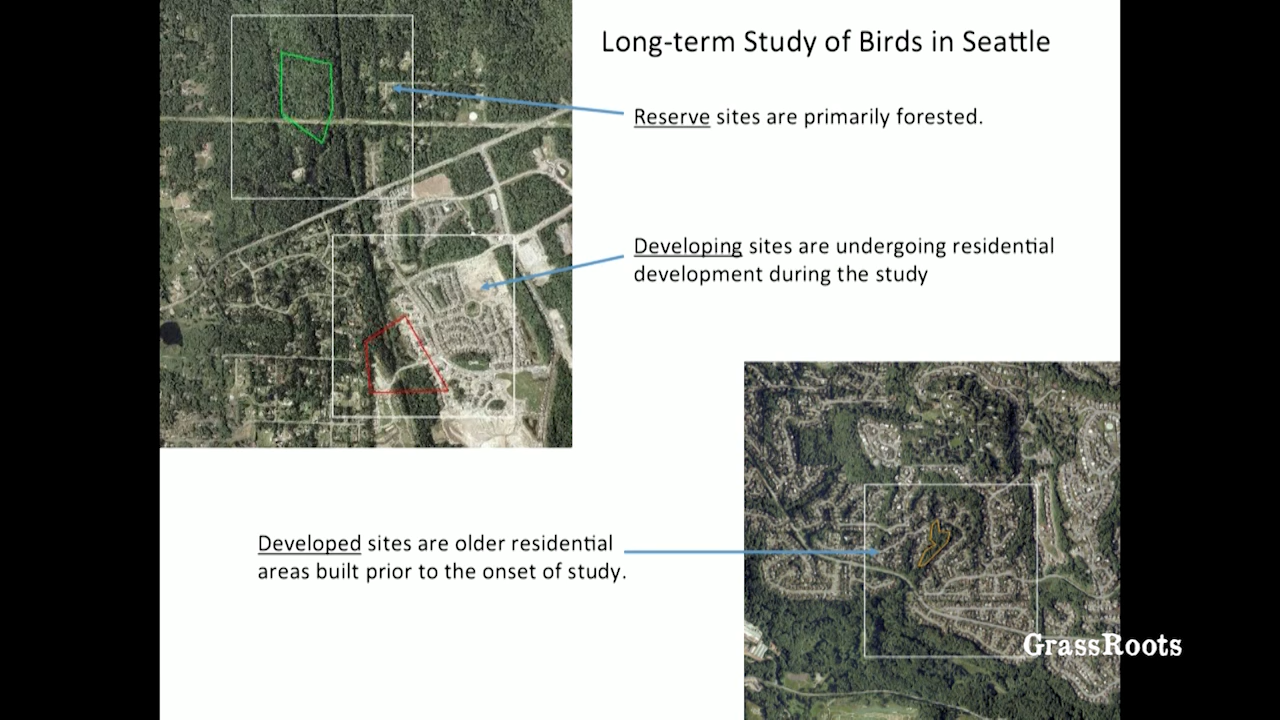 Long-term Study of Birds in Seattle
Reserve sites are primarily forested.
Developing sites are undergoing residential
development during the study
Developed sites are older residential
areas built prior to the onset of study.
GrassRoots